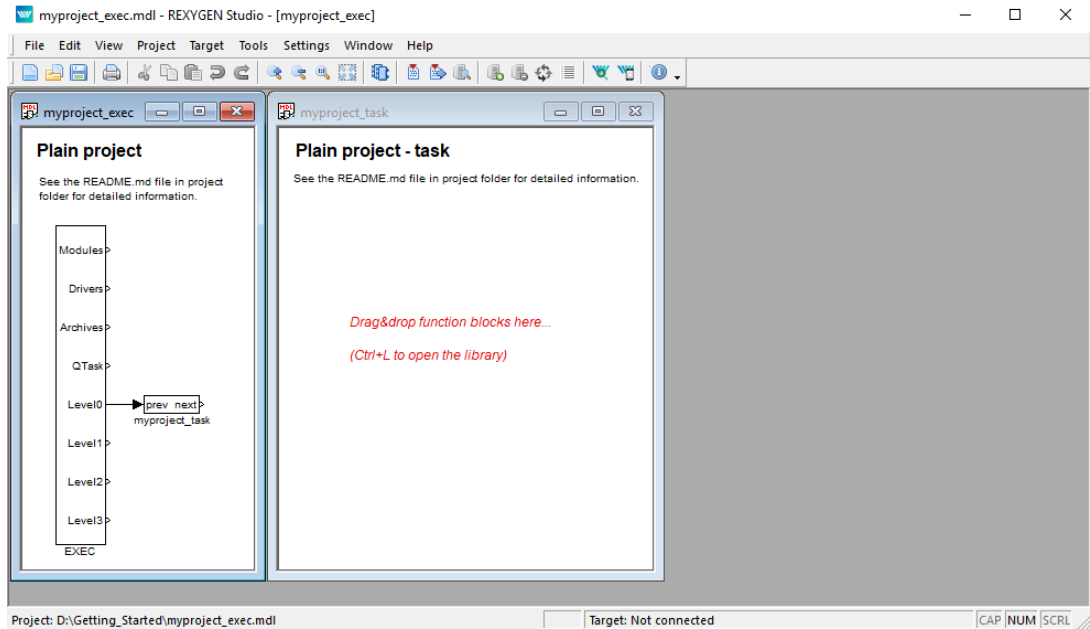 myproject_exec.mdl - REXYGEN Studio - [myproject_exec]
File Edit View Project Target Tools Settings Window Help
myproject_exec
Plain project
See the README.md file in project
folder for detailed information.
Modules
Drivers
Archives
QTask
Level0
prev next
myproject_task
Level1
Level2
Level3
EXEC
myproject_task
Plain project - task
See the README.md file in project folder for detailed information.
Drag&drop function blocks here...
(Ctrl+L to open the library)
Project: D:\Getting_Started\myproject_exec.mdl
Target: Not connected
CAP NUM SCRL